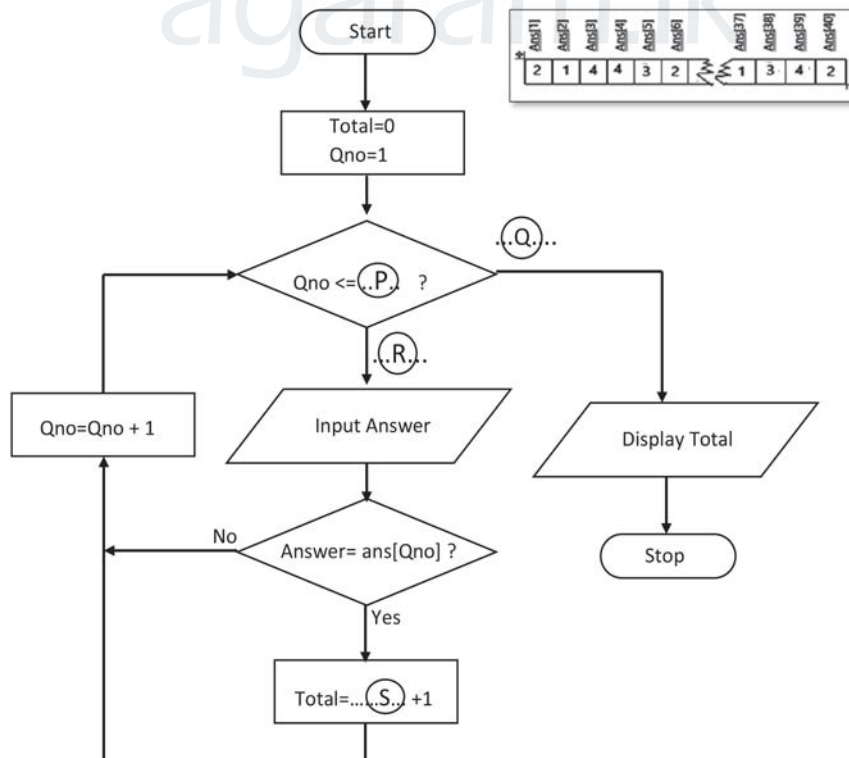 agaram.lk
Start
Ans[1] Ans[2] Ans[3] Ans[4] Ans[5] Ans[6] Ans[37] Ans[38] Ans[39] Ans[40]
2 1 4 4 3 2 1 3 4 2
Total=0
Qno=1
...Q....
Qno <=..P.. ?
...R...
Qno=Qno + 1
Input Answer
Display Total
No
Answer= ans[Qno] ?
Stop
Yes
Total=......S... +1